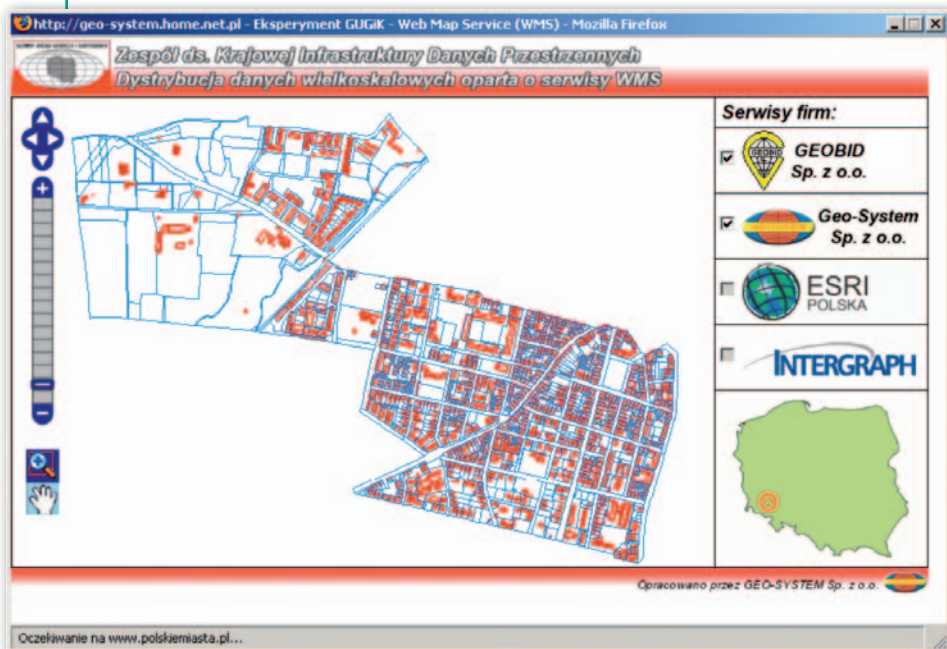 http://geo-system.home.net.pl - Eksperyment GUGiK - Web Map Service (WMS) - Mozilla Firefox
Zespół ds. Krajowej Infrastruktury Danych Przestrzennych
Dystrybucja danych wielkoskalowych oparta o serwisy WMS
Serwisy firm:
GEOBID
GEOBID
Sp. z o.o.
Geo-System
Sp. z o.o.
ESRI
POLSKA
INTERGRAPH
Opracowano przez GEO-SYSTEM Sp. z o.o.
Oczekiwanie na www.polskiemiasta.pl...